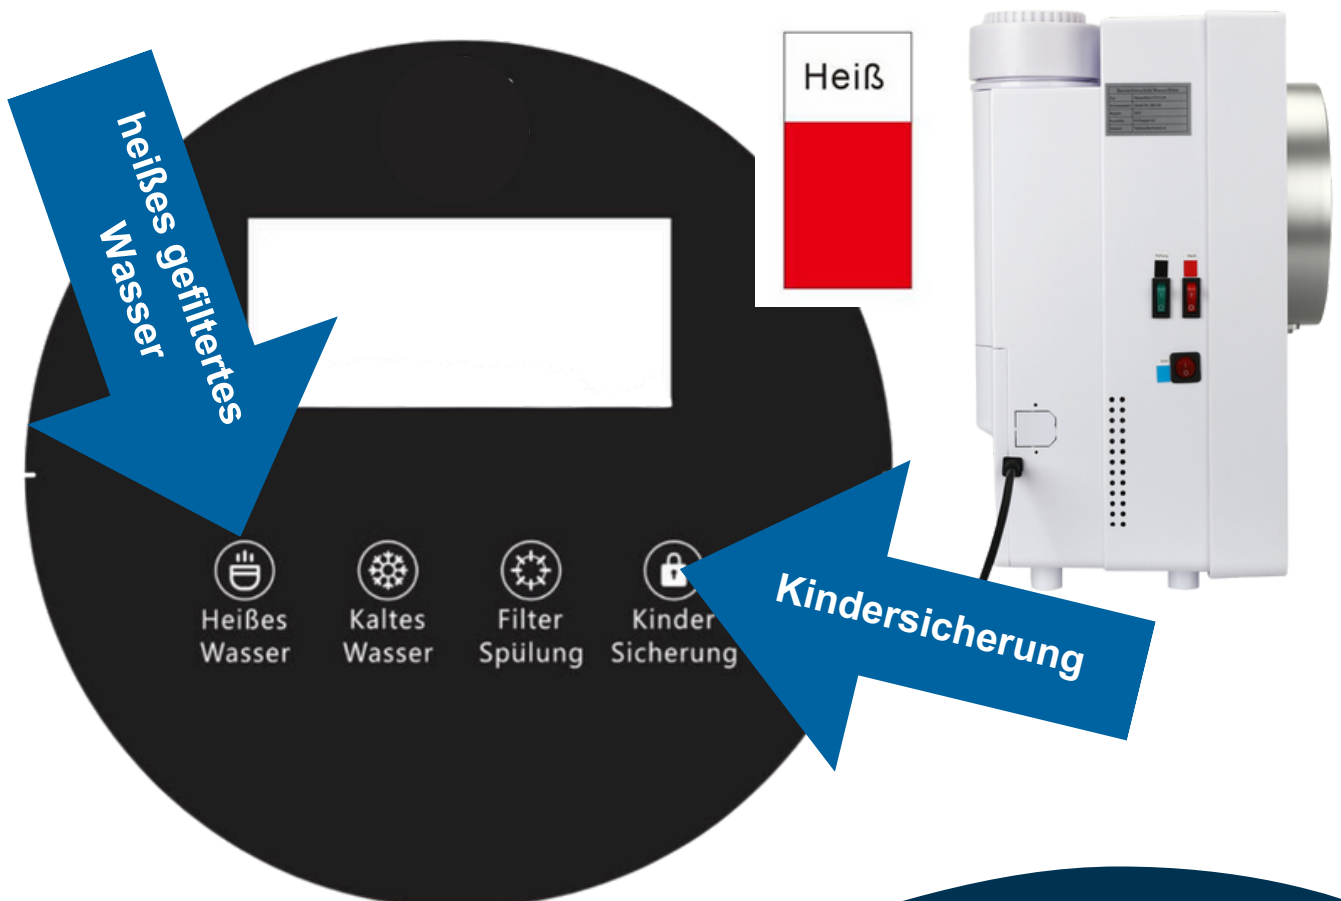 heißes gefiltertes
Wasser
Heiß
Heißes
Wasser
Kaltes
Wasser
Filter
Spülung
Kinder
Sicherung
Kindersicherung